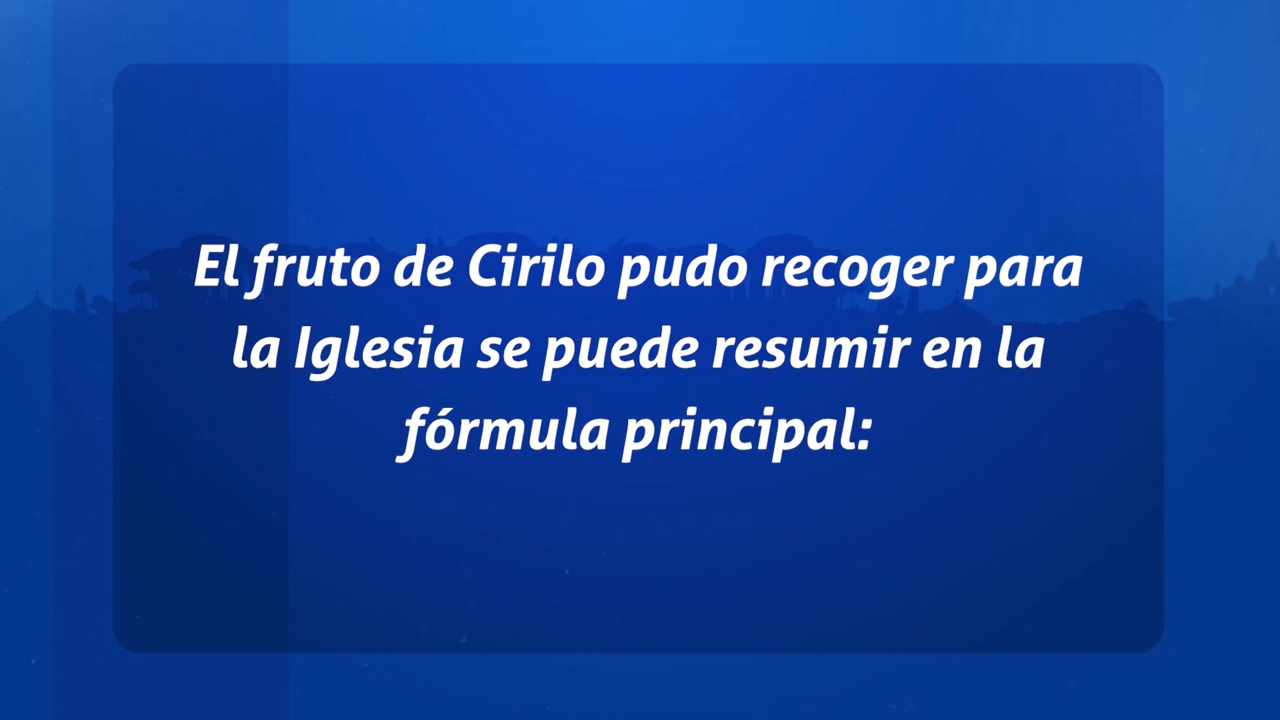 El fruto de Cirilo pudo recoger para
la Iglesia se puede resumir en la
fórmula principal: